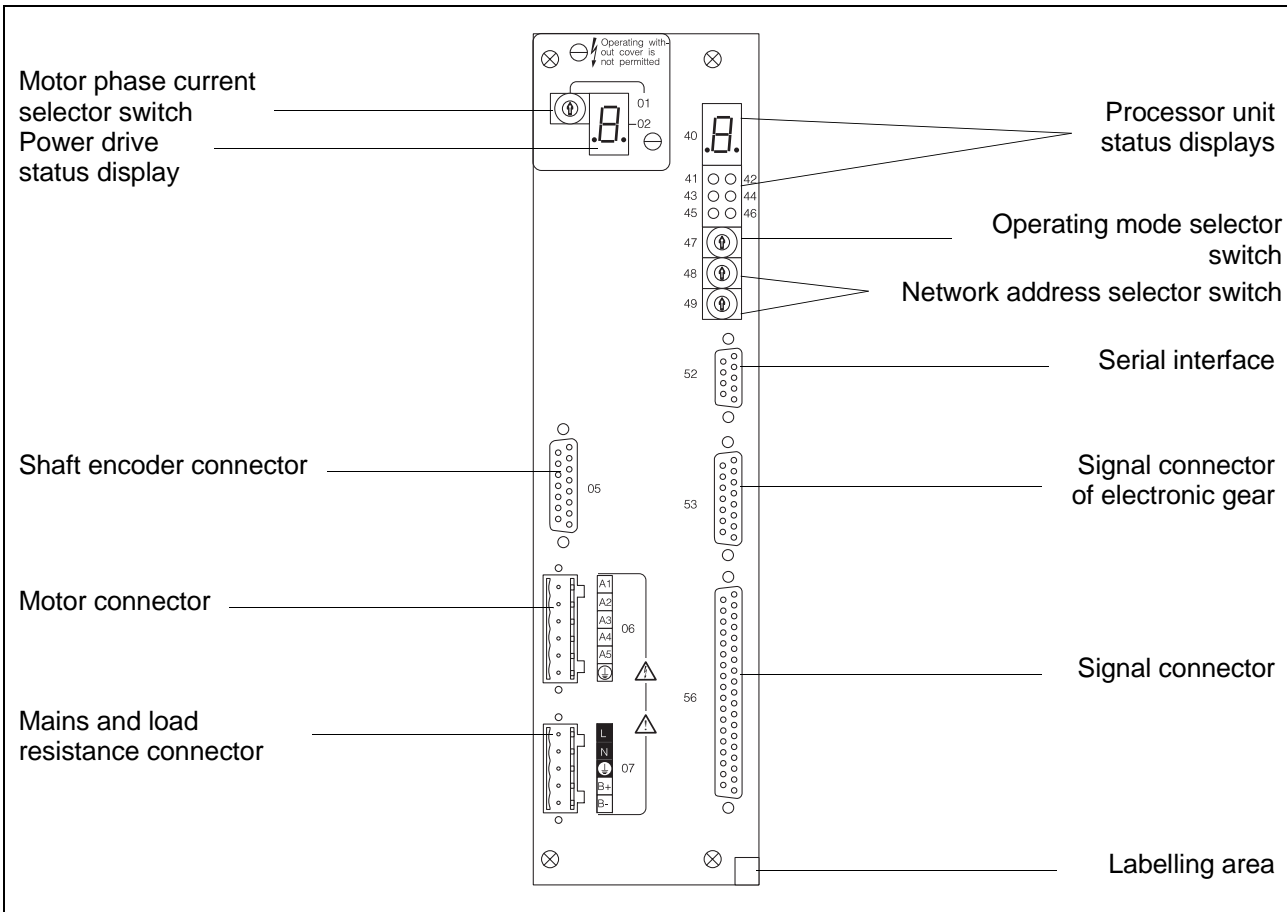 Operating with-
out cover is
not permitted
Motor phase current
selector switch
Power drive
status display
01
02
40
Processor unit
status displays
41 42
43 44
45 46
47
Operating mode selector
switch
48
49
Network address selector switch
52
Serial interface
Shaft encoder connector
05
53
Signal connector
of electronic gear
Motor connector
A1
A2
A3
A4
A5
06
56
Signal connector
Mains and load
resistance connector
L
N
B+
B-
07
Labelling area